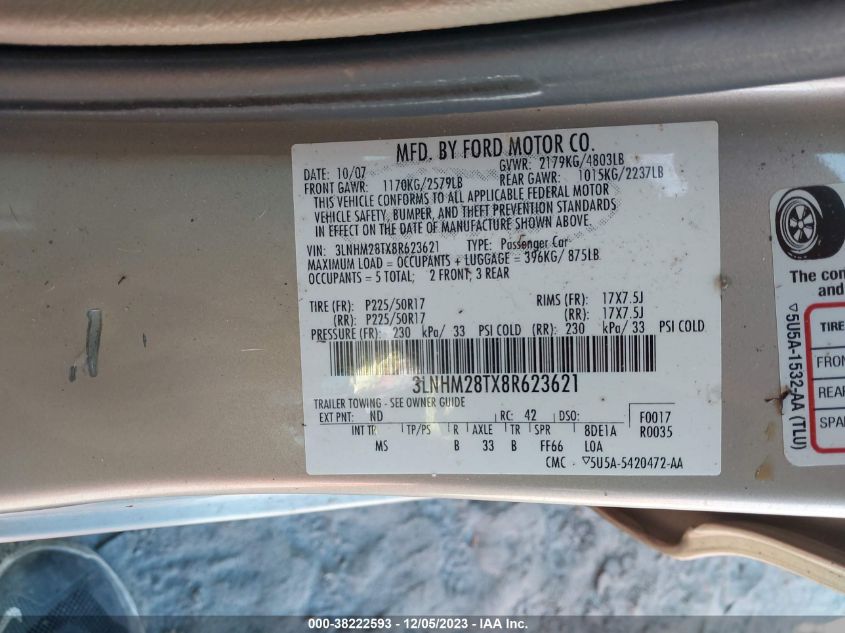 MFD. BY FORD MOTOR CO.
DATE: 10/07 GVWR: 2179KG/4803LB
FRONT GAWR: 1170KG/2579LB REAR GAWR: 1015KG/2237LB
THIS VEHICLE CONFORMS TO ALL APPLICABLE FEDERAL MOTOR
VEHICLE SAFETY, BUMPER, AND THEFT PREVENTION STANDARDS
IN EFFECT ON THE DATE OF MANUFACTURE SHOWN ABOVE.
VIN: 3LNHM28TX8R623621 TYPE: Passenger Car
MAXIMUM LOAD = OCCUPANTS + LUGGAGE = 396KG/ 875LB
OCCUPANTS = 5 TOTAL; 2 FRONT, 3 REAR
TIRE (FR): P225/50R17 RIMS (FR): 17X7.5J
(RR): P225/50R17 (RR): 17X7.5J
PRESSURE (FR): 230 kPa/ 33 PSI COLD (RR): 230 kPa/ 33 PSI COLD
3LNHM28TX8R623621
TRAILER TOWING - SEE OWNER GUIDE
EXT PNT: ND RC: 42 DSO: F0017
INT TR TP/PS R AXLE TR SPR 8DE1A R0035
MS B 33 B FF66 LOA
CMC - ▽5U5A-5420472-AA
The con
and
▽5U5A-1532-AA (TLU)
TIRE
FRON
REAR
SPAR
000-38222593 - 12/05/2023 - IAA Inc.